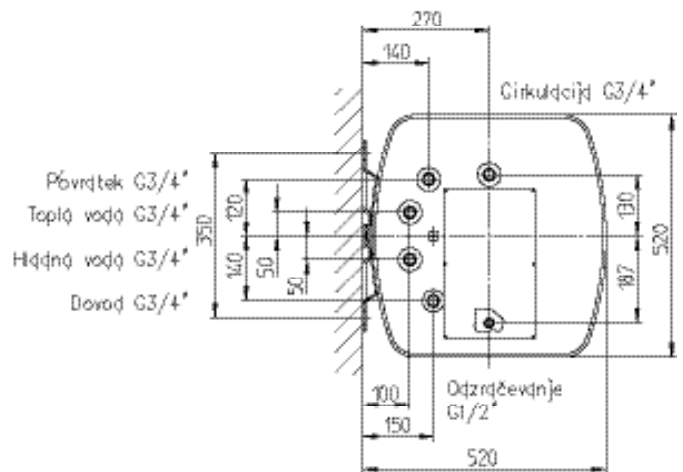 270
140
Cirkulacija G3/4"
Povratek G3/4"
Topla voda G3/4"
Hladna voda G3/4"
Dovod G3/4"
350
120
140
50
50
130
187
520
100
150
Odzračevanje
G1/2"
520